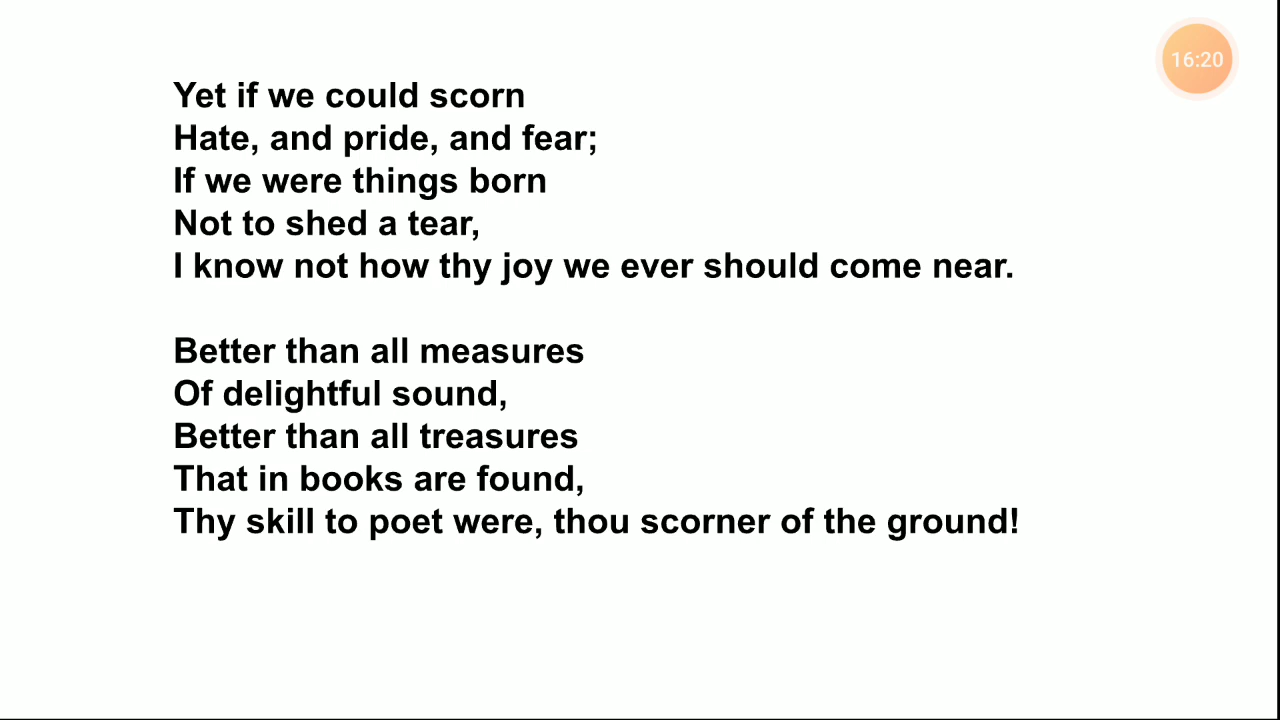 16:20
Yet if we could scorn
Hate, and pride, and fear;
If we were things born
Not to shed a tear,
I know not how thy joy we ever should come near.
Better than all measures
Of delightful sound,
Better than all treasures
That in books are found,
Thy skill to poet were, thou scorner of the ground!